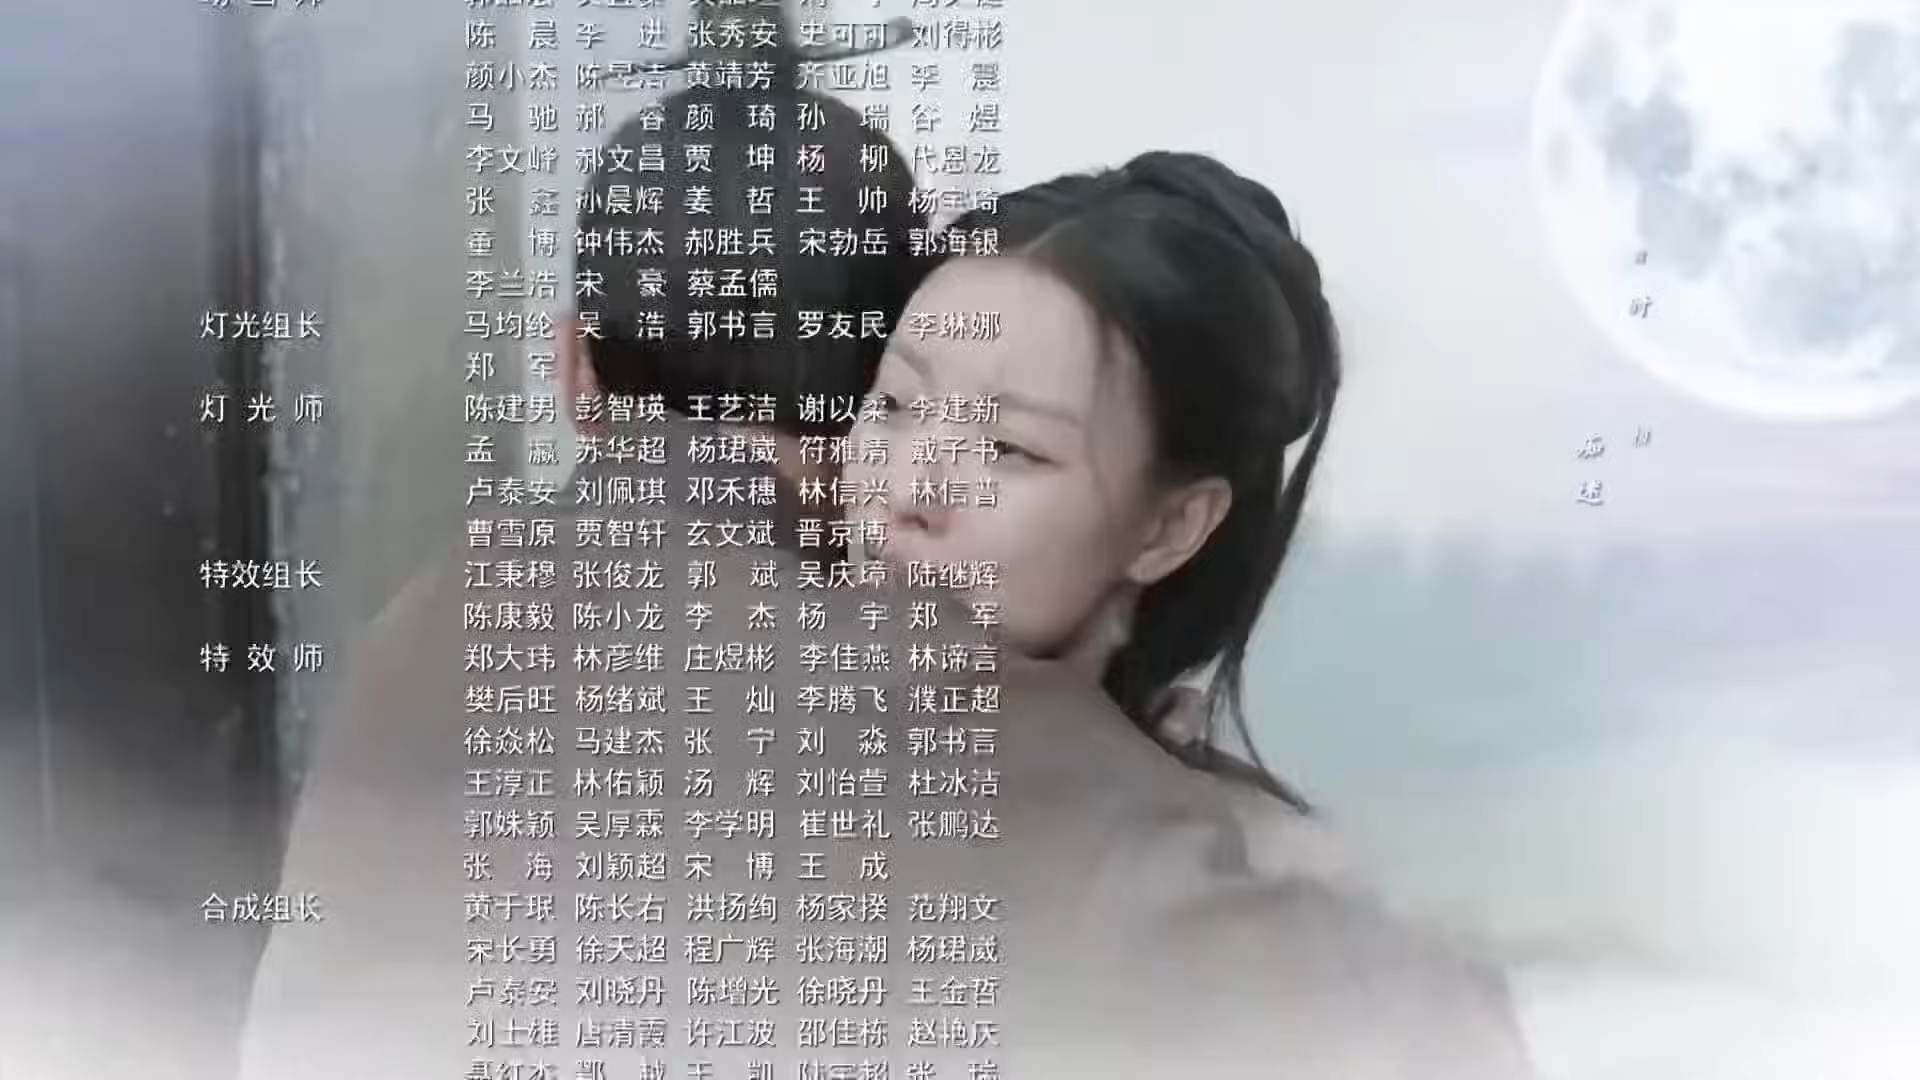 陈 晨 李 进 张秀安 史可可 刘得彬
颜小杰 陈昱洁 黄靖芳 齐亚旭 李 震
马 驰 郝 容 颜 琦 孙 瑞 谷 煜
李文峰 郝文昌 贾 坤 杨 柳 代恩龙
张 鑫 孙晨辉 姜 哲 王 帅 杨宝琦
童 博 钟伟杰 郝胜兵 宋勃岳 郭海银
李兰浩 宋 豪 蔡孟儒
灯光组长 马均纶 吴 浩 郭书言 罗友民 李琳娜
郑 军
灯光师 陈建男 彭智瑛 王艺洁 谢以柔 李建新
孟 瀛 苏华超 杨珺崴 符雅清 戴子书
卢泰安 刘佩琪 邓禾穗 林信兴 林信普
曹雪原 贾智轩 玄文斌 晋京博
特效组长 江秉穆 张俊龙 郭 斌 吴庆璋 陆继辉
陈康毅 陈小龙 李 杰 杨 宇 郑 军
特效师 郑大玮 林彦维 庄煜彬 李佳燕 林谛言
樊后旺 杨绪斌 王 灿 李腾飞 濮正超
徐焱松 马建杰 张 宁 刘 淼 郭书言
王淳正 林佑颖 汤 辉 刘怡萱 杜冰洁
郭姝颖 吴厚霖 李学明 崔世礼 张鹏达
张 海 刘颖超 宋 博 王 成
合成组长 黄于珉 陈长右 洪扬绚 杨家揆 范翔文
宋长勇 徐天超 程广辉 张海潮 杨珺崴
卢泰安 刘晓丹 陈增光 徐晓丹 王金哲
刘士雄 唐清霞 许江波 邵佳栋 赵艳庆